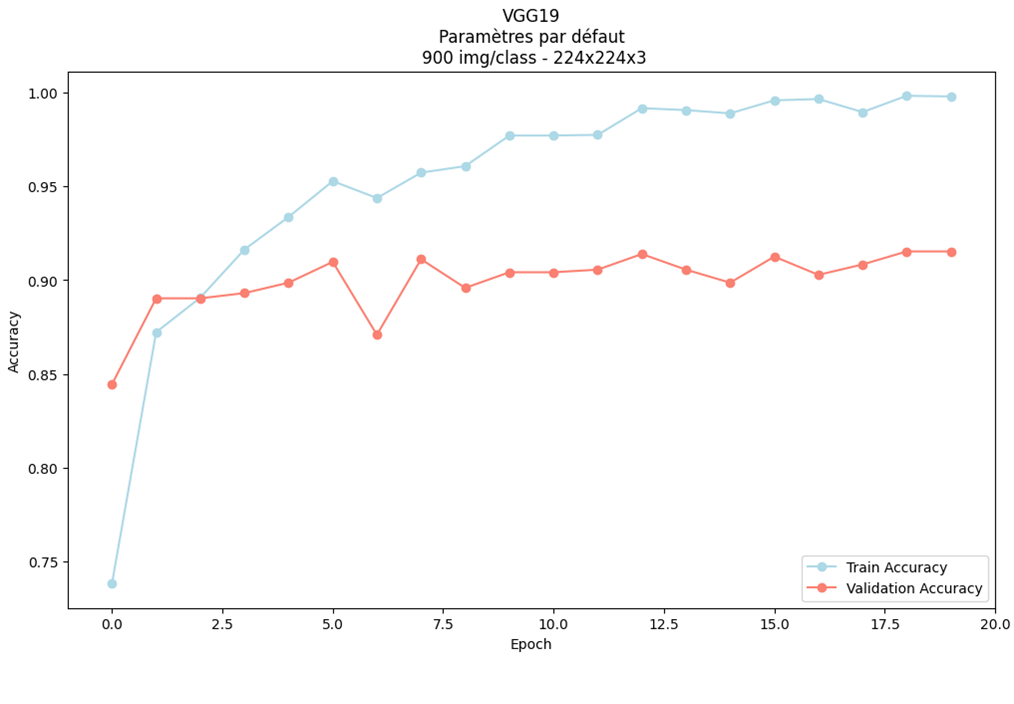 VGG19
Paramètres par défaut
900 img/class - 224x224x3
Accuracy
1.00
0.95
0.90
0.85
0.80
0.75
0.0 2.5 5.0 7.5 10.0 12.5 15.0 17.5 20.0
Epoch
Train Accuracy
Validation Accuracy